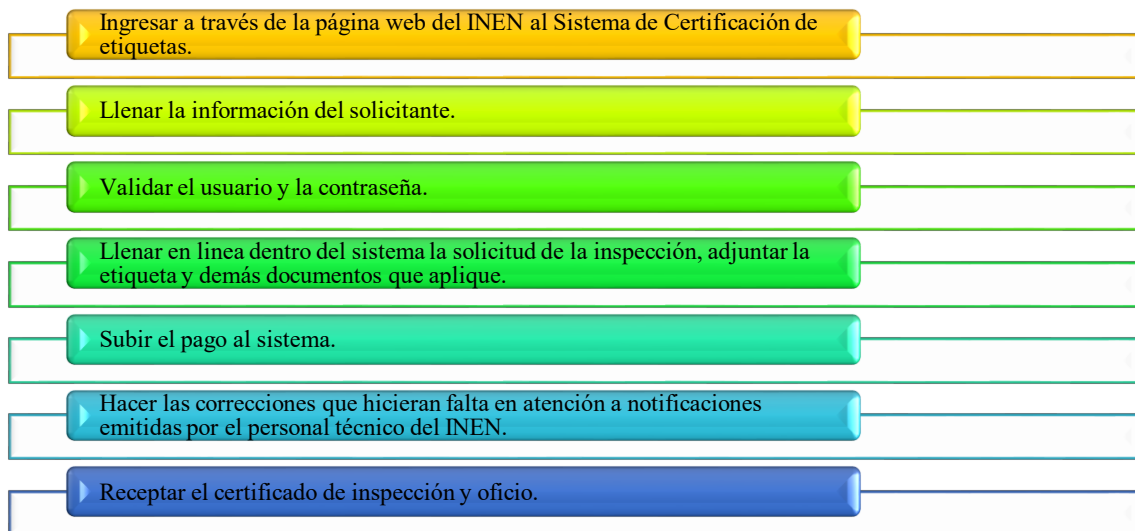 Ingresar a través de la página web del INEN al Sistema de Certificación de
etiquetas.
Llenar la información del solicitante.
Validar el usuario y la contraseña.
Llenar en linea dentro del sistema la solicitud de la inspección, adjuntar la
etiqueta y demás documentos que aplique.
Subir el pago al sistema.
Hacer las correcciones que hicieran falta en atención a notificaciones
emitidas por el personal técnico del INEN.
Receptar el certificado de inspección y oficio.